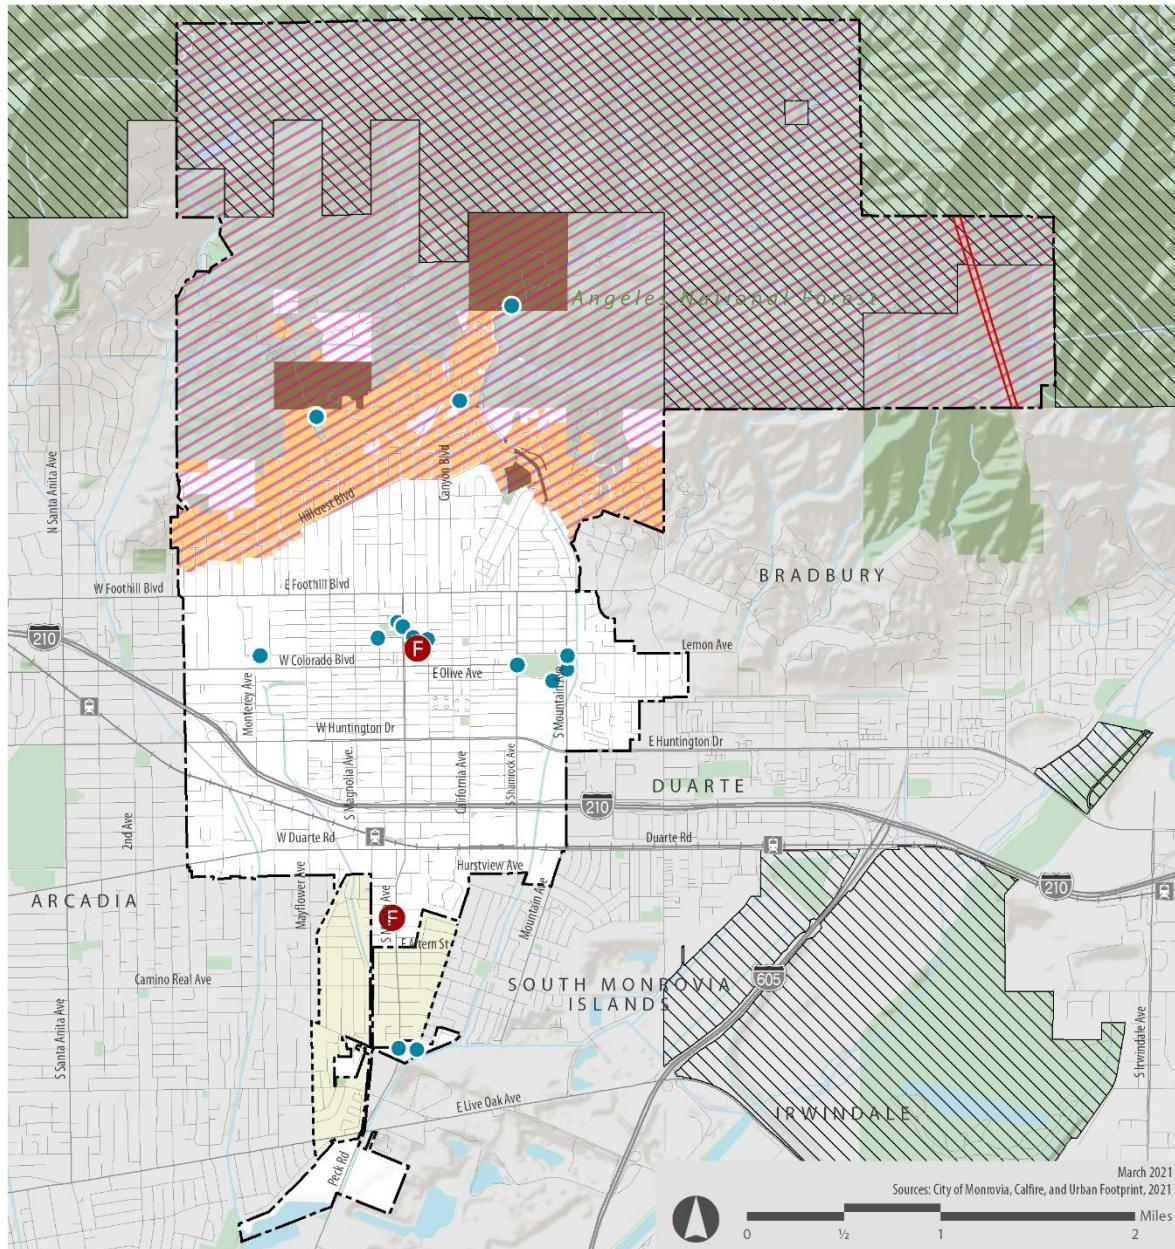 Angeles National Forest
N Santa Anita Ave
Canyon Blvd
Hillcrest Blvd
BRADBURY
W Foothill Blvd
E Foothill Blvd
210
F
Lemon Ave
W Colorado Blvd
E Olive Ave
Monterey Ave
S Mountain Ave
W Huntington Dr
E Huntington Dr
S Magnolia Ave.
California Ave
S Shamrock Ave
DUARTE
210
2nd Ave
W Duarte Rd
Duarte Rd
Hurstview Ave
210
ARCADIA
Mayflower Ave
F
Mountain Ave
Camino Real Ave
SOUTH MONROVIA
ISLANDS
605
S Santa Anita Ave
S Irwindale Ave
E Live Oak Ave
IRWINDALE
Peck Rd
March 2021
Sources: City of Monrovia, Calfire, and Urban Footprint, 2021
Miles
0 ½ 1 2